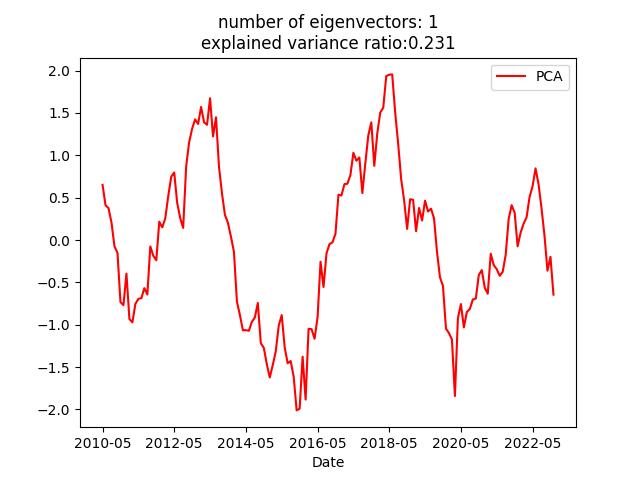 number of eigenvectors: 1
explained variance ratio:0.231
PCA
2.0
1.5
1.0
0.5
0.0
−0.5
−1.0
−1.5
−2.0
2010-05 2012-05 2014-05 2016-05 2018-05 2020-05 2022-05
Date